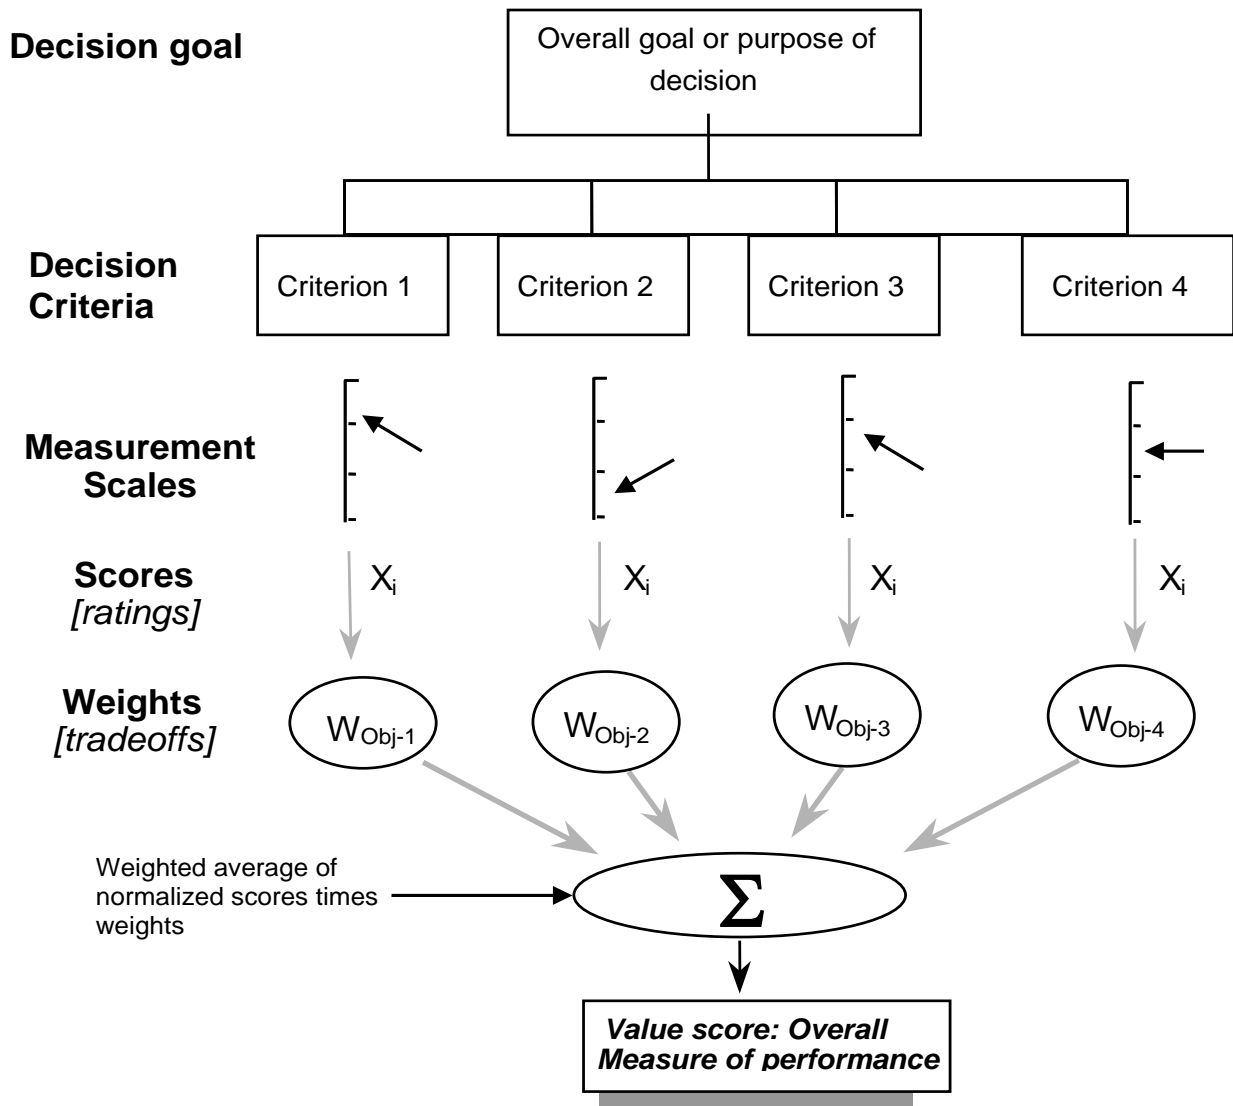 Decision goal
Overall goal or purpose of
decision
Decision
Criteria
Criterion 1
Criterion 2
Criterion 3
Criterion 4
Measurement
Scales
Scores
[ratings]
Xi
Xi
Xi
Xi
Weights
[tradeoffs]
WObj-1
WObj-2
WObj-3
WObj-4
Weighted average of
normalized scores times
weights
Σ
Value score: Overall
Measure of performance